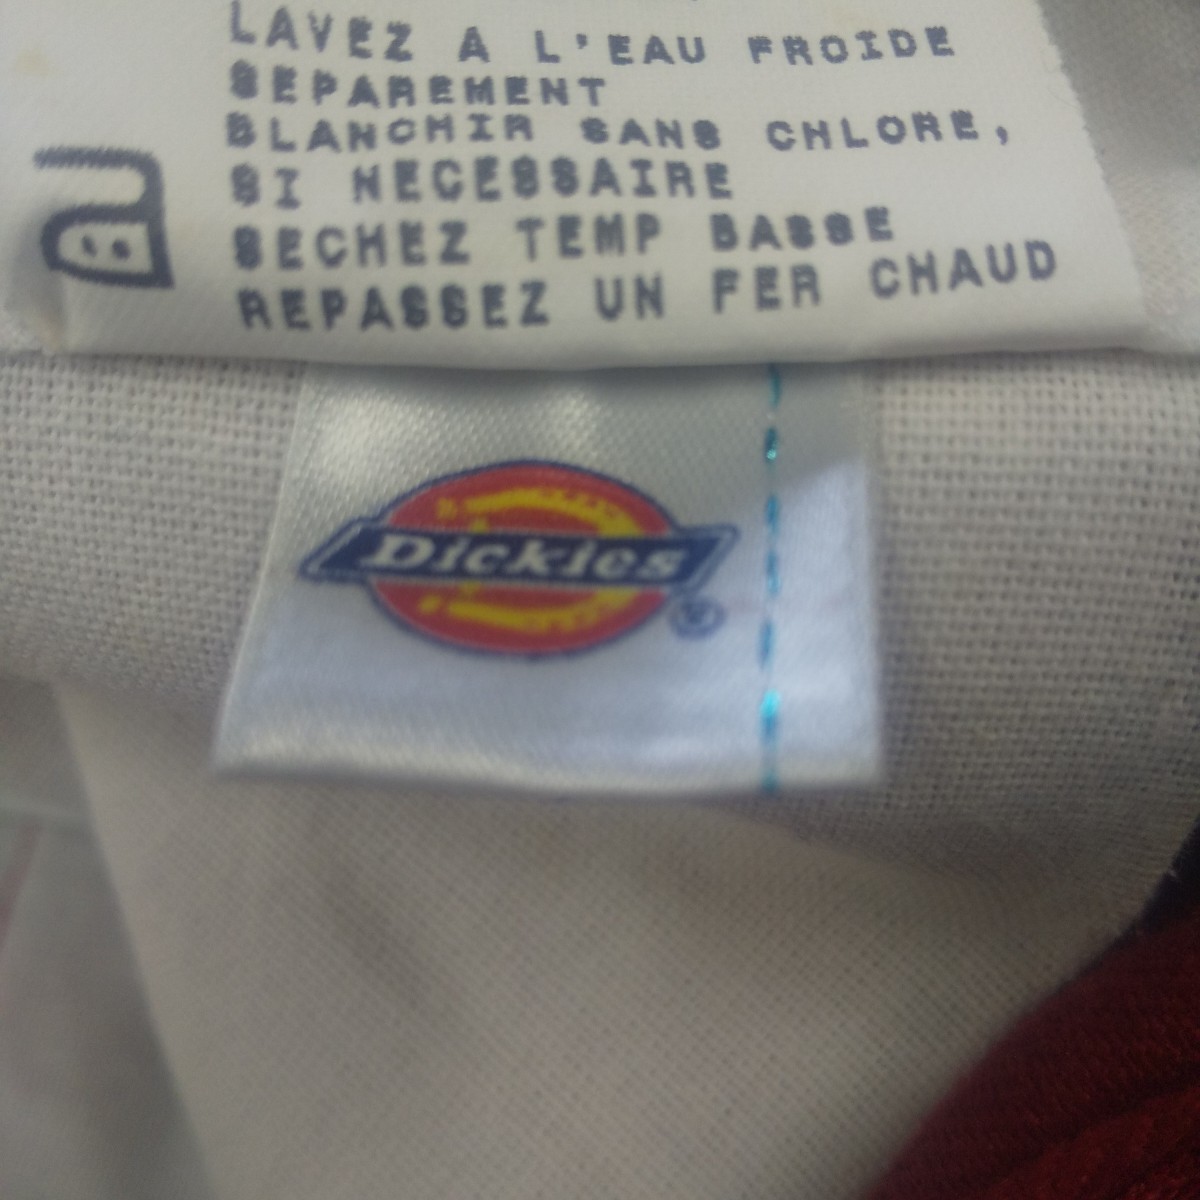 LAVEZ A L'EAU FROIDE
SEPAREMENT
BLANCHIR SANS CHLORE,
SI NECESSAIRE
SECHEZ TEMP BASSE
REPASSEZ UN FER CHAUD
Dickies
®